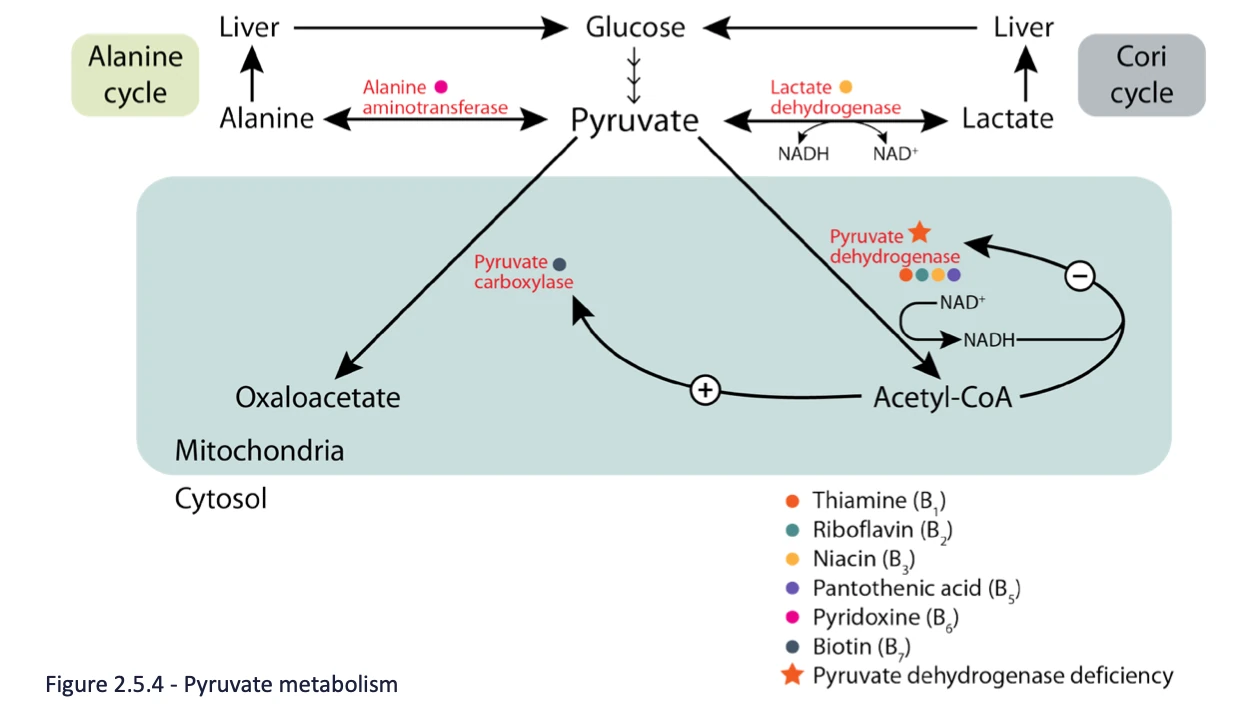 Liver
Glucose
Liver
Alanine
cycle
Cori
cycle
Alanine
aminotransferase
Lactate
dehydrogenase
Alanine
Pyruvate
Lactate
NADH
NAD⁺
Pyruvate
dehydrogenase
Pyruvate
carboxylase
−
NAD⁺
NADH
+
Oxaloacetate
Acetyl-CoA
Mitochondria
Cytosol
Thiamine (B₁)
Riboflavin (B₂)
Niacin (B₃)
Pantothenic acid (B₅)
Pyridoxine (B₆)
Biotin (B₇)
Pyruvate dehydrogenase deficiency
Figure 2.5.4 - Pyruvate metabolism